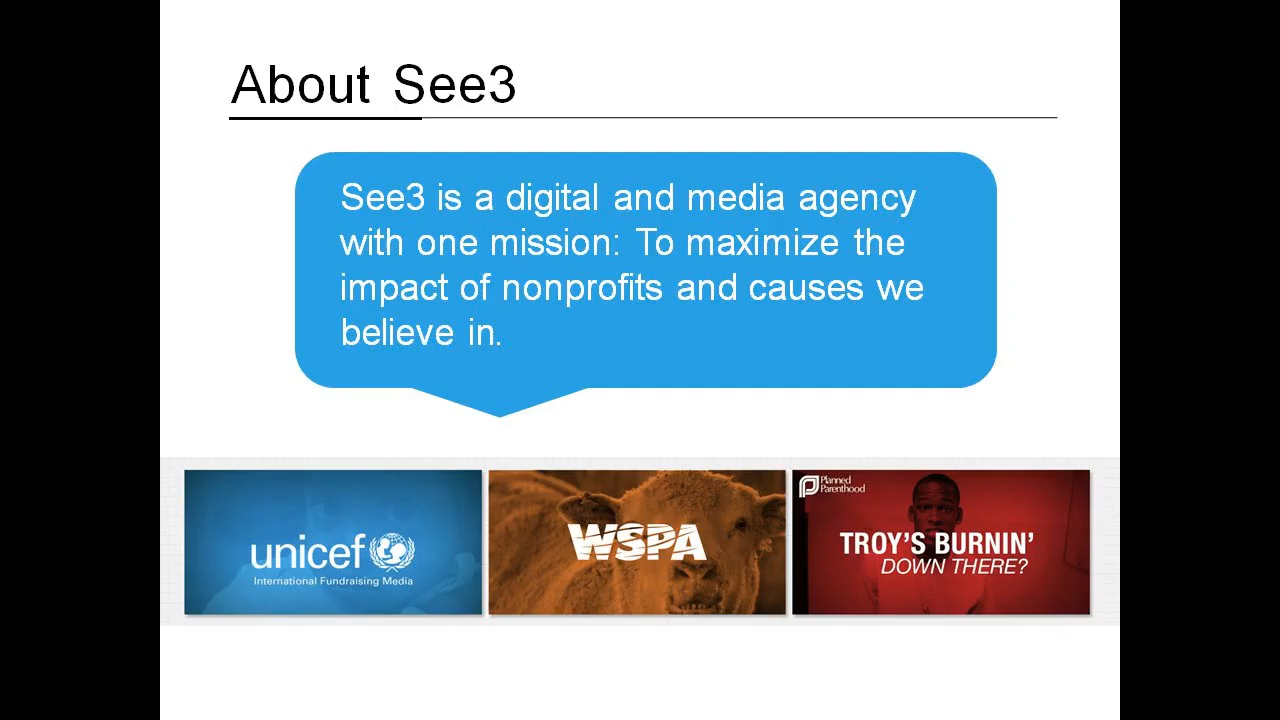 About See3
See3 is a digital and media agency
with one mission: To maximize the
impact of nonprofits and causes we
believe in.
unicef
International Fundraising Media
WSPA
Planned
Parenthood
TROY'S BURNIN'
DOWN THERE?